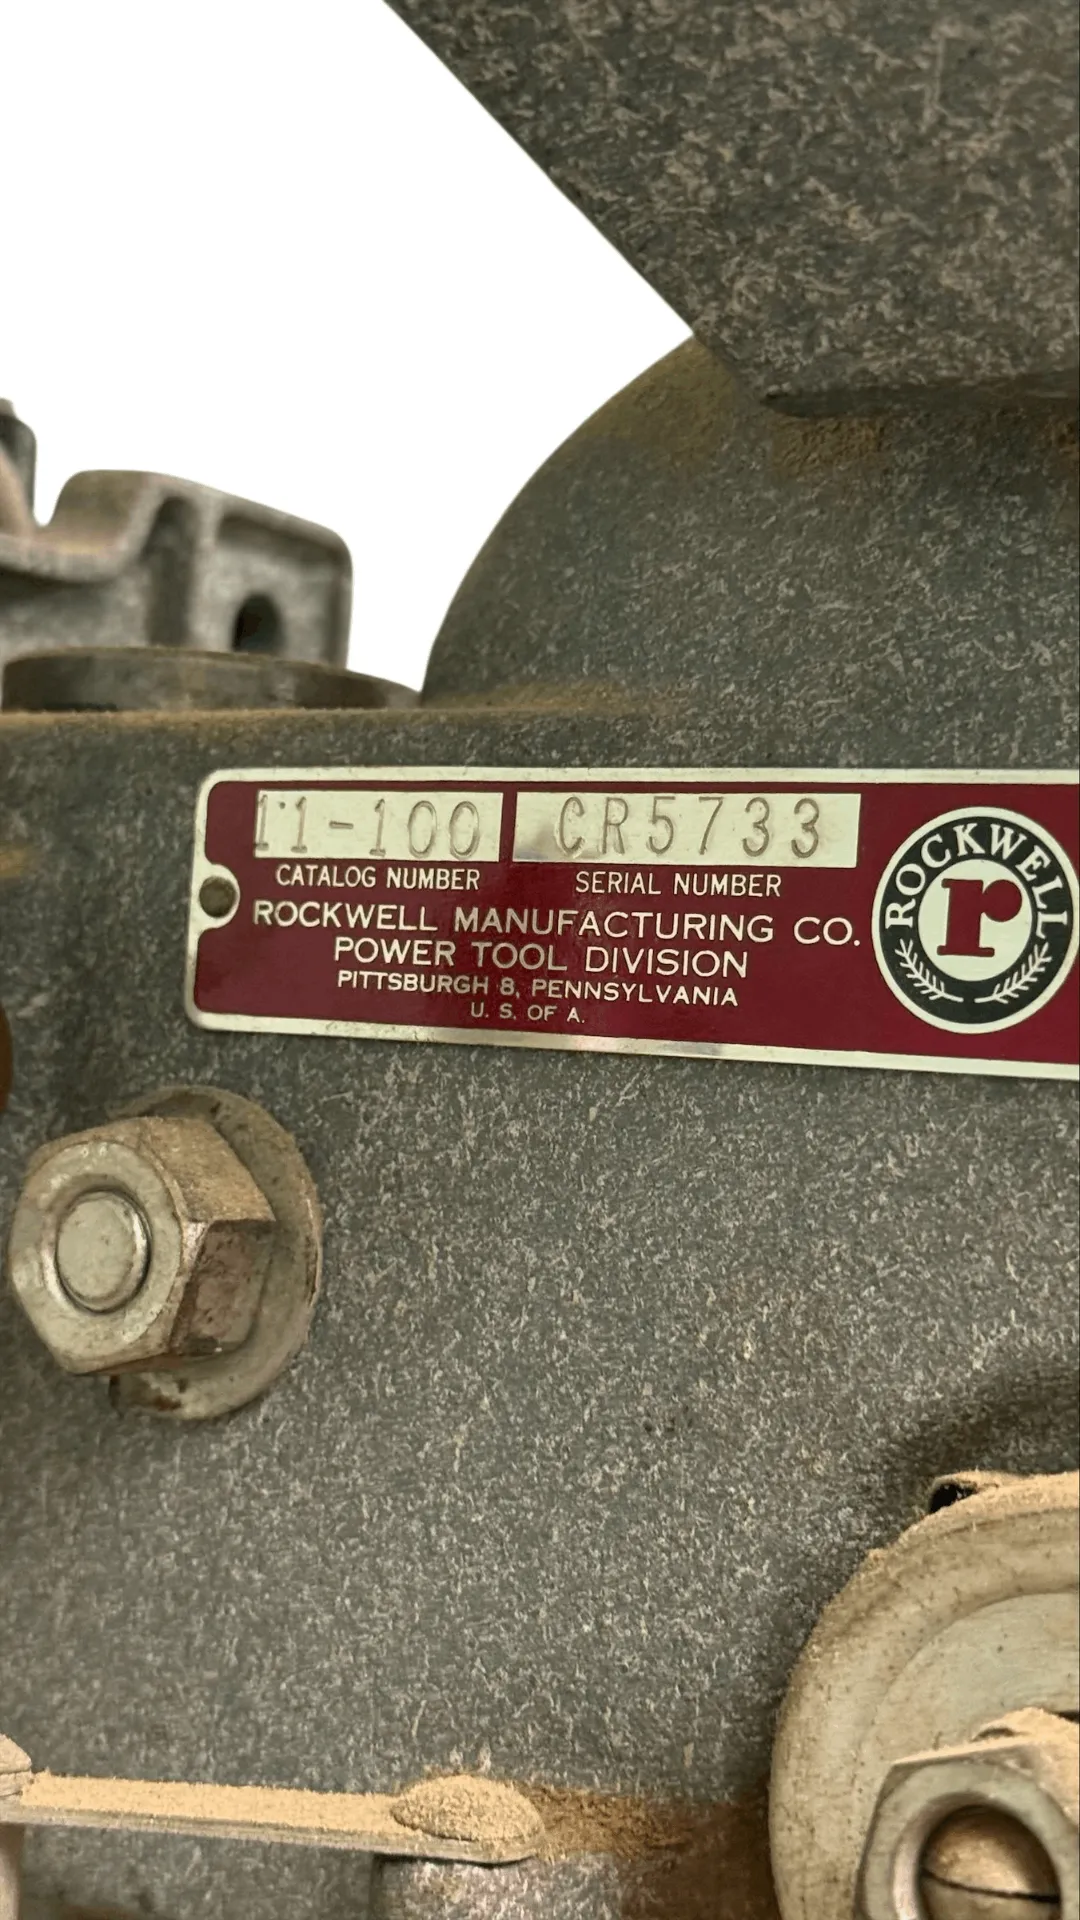 11-100 CR5733
CATALOG NUMBER SERIAL NUMBER
ROCKWELL MANUFACTURING CO.
POWER TOOL DIVISION
PITTSBURGH 8, PENNSYLVANIA
U. S. OF A.
ROCKWELL
r